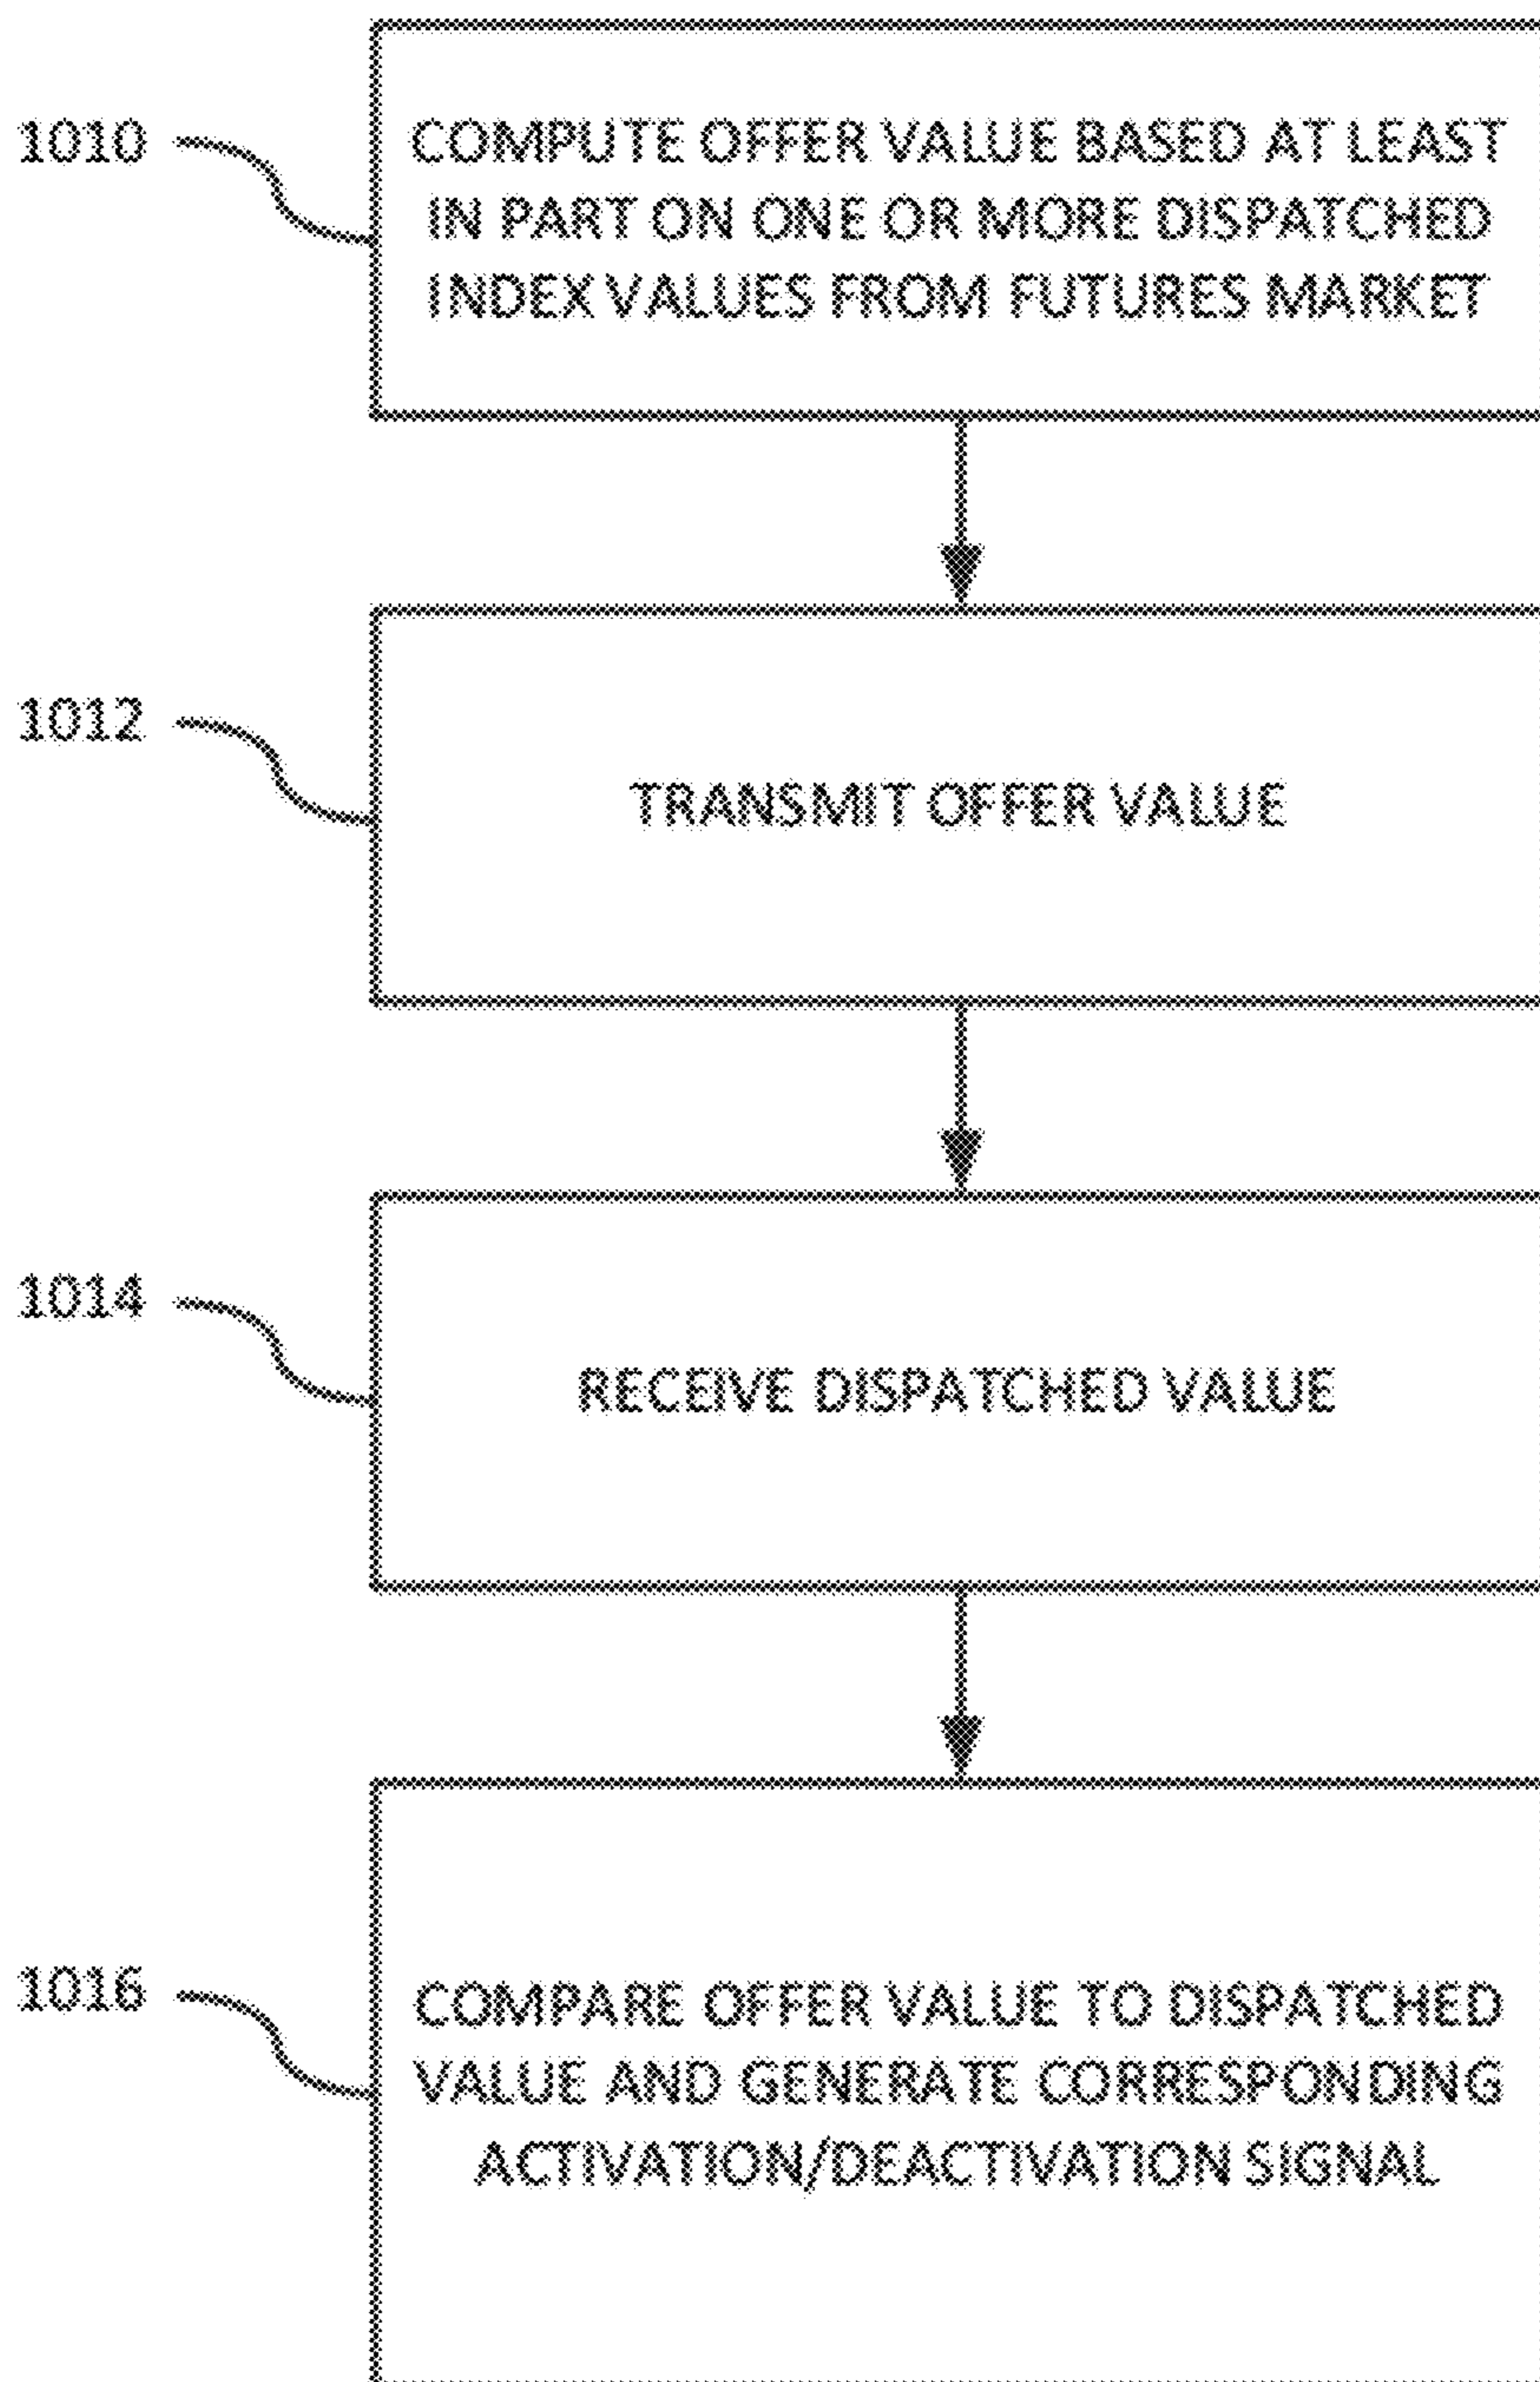 1010
COMPUTE OFFER VALUE BASED AT LEAST
IN PART ON ONE OR MORE DISPATCHED
INDEX VALUES FROM FUTURES MARKET
1012
TRANSMIT OFFER VALUE
1014
RECEIVE DISPATCHED VALUE
1016
COMPARE OFFER VALUE TO DISPATCHED
VALUE AND GENERATE CORRESPONDING
ACTIVATION/DEACTIVATION SIGNAL